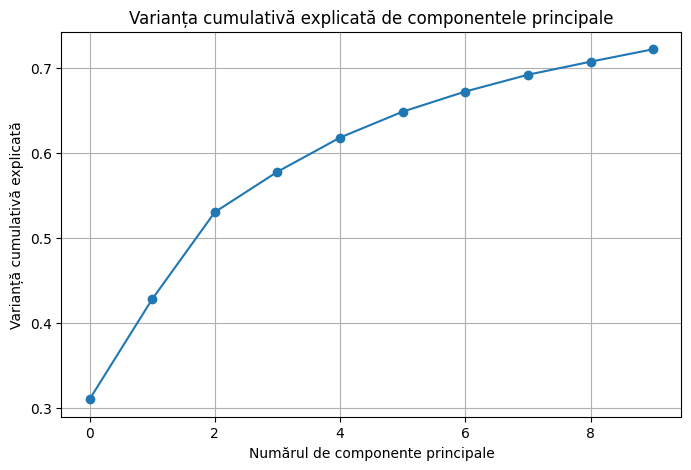 Varianța cumulativă explicată de componentele principale
Varianță cumulativă explicată
0.7
0.6
0.5
0.4
0.3
0 2 4 6 8
Numărul de componente principale